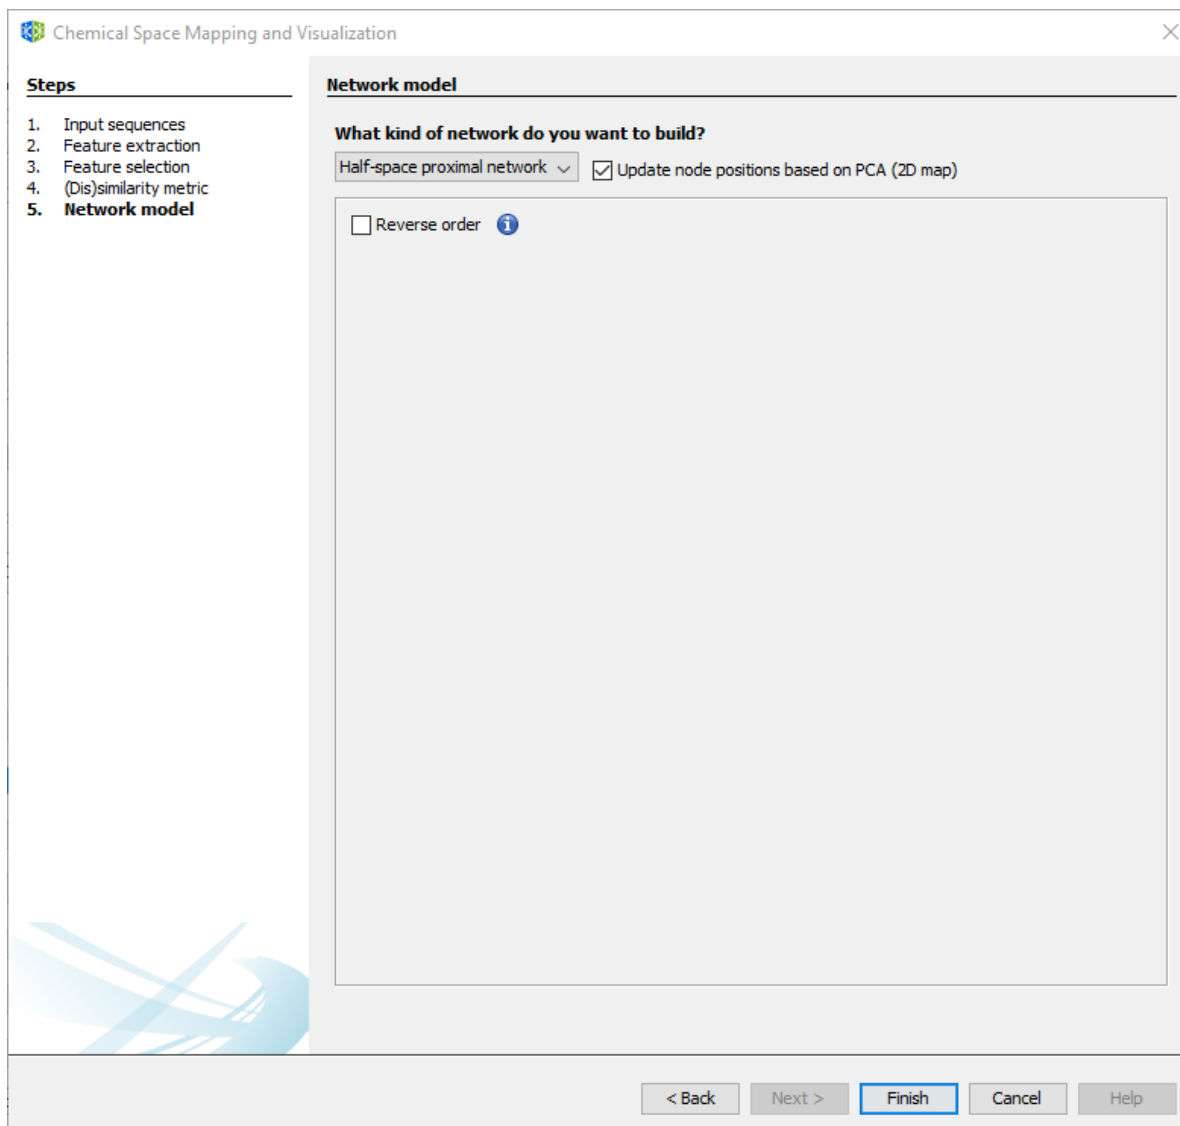 Chemical Space Mapping and Visualization
Steps
1. Input sequences
2. Feature extraction
3. Feature selection
4. (Dis)similarity metric
5. Network model
Network model
What kind of network do you want to build?
Half-space proximal network Update node positions based on PCA (2D map)
Reverse order
< Back Next > Finish Cancel Help